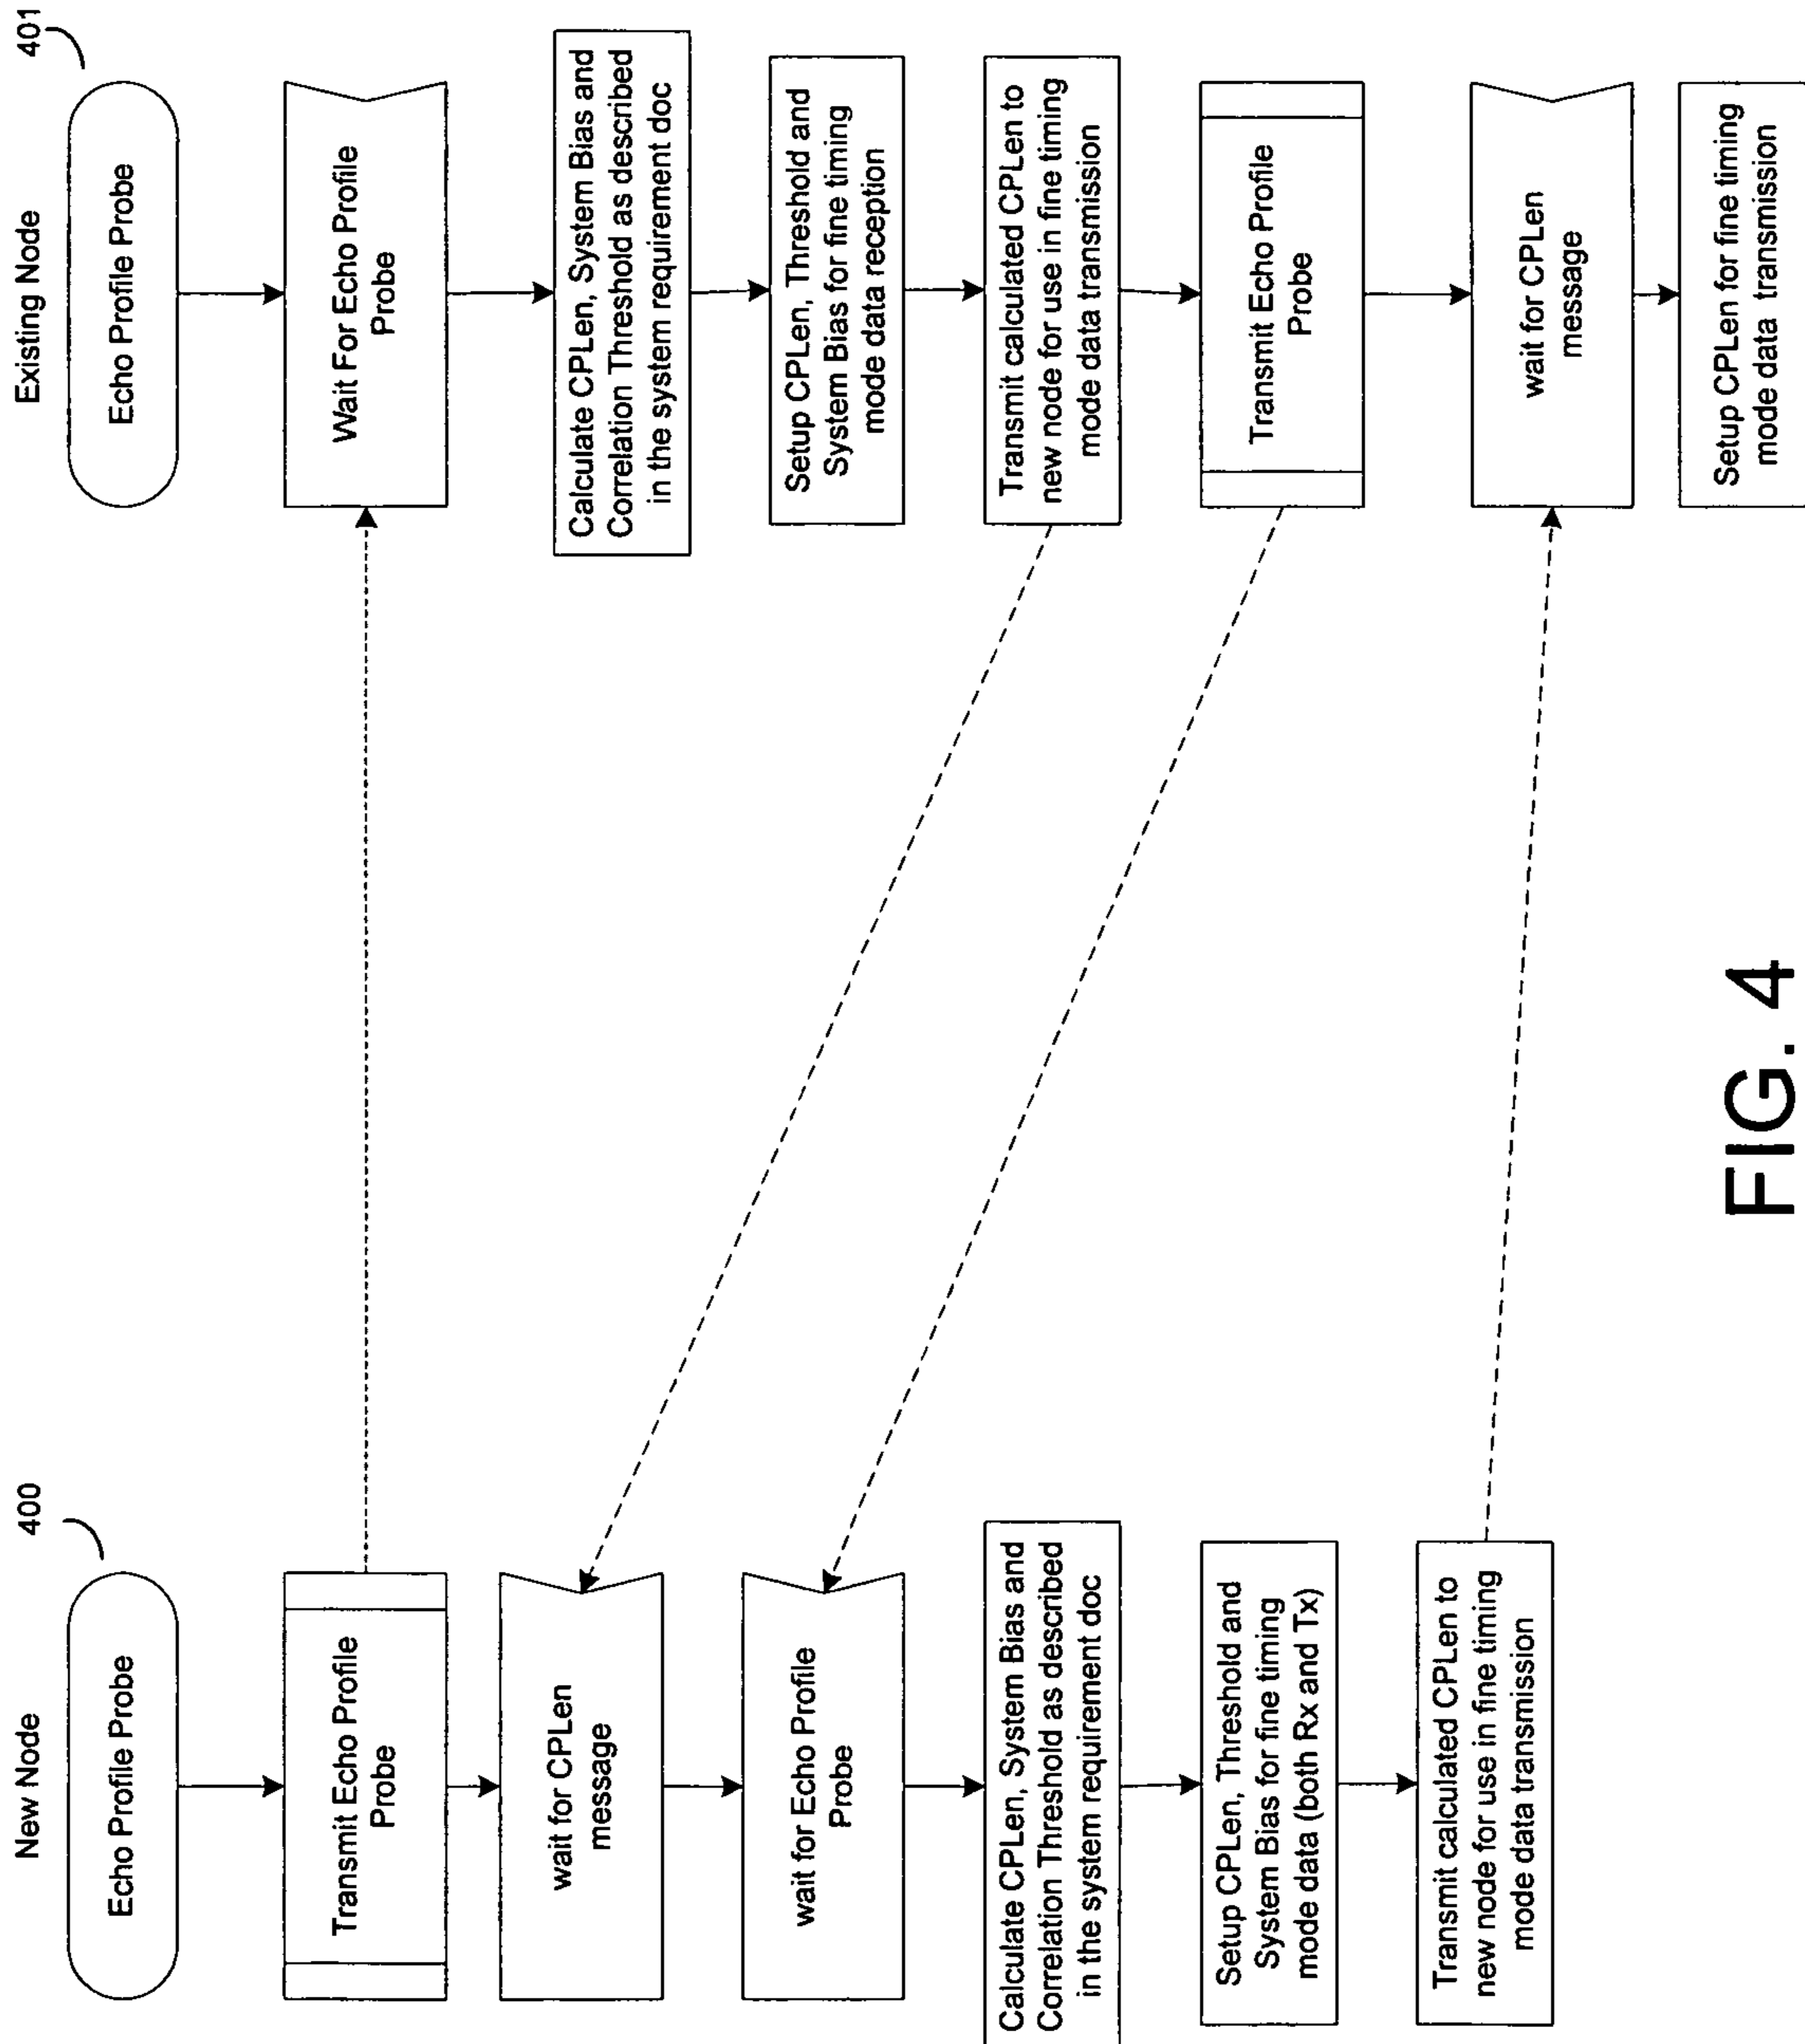 New Node
400
Echo Profile Probe
Transmit Echo Profile
Probe
wait for CPLen
message
wait for Echo Profile
Probe
Calculate CPLen, System Bias and
Correlation Threshold as described
in the system requirement doc
Setup CPLen, Threshold and
System Bias for fine timing
mode data (both Rx and Tx)
Transmit calculated CPLen to
new node for use in fine timing
mode data transmission
Existing Node
401
Echo Profile Probe
Wait For Echo Profile
Probe
Calculate CPLen, System Bias and
Correlation Threshold as described
in the system requirement doc
Setup CPLen, Threshold and
System Bias for fine timing
mode data reception
Transmit calculated CPLen to
new node for use in fine timing
mode data transmission
Transmit Echo Profile
Probe
wait for CPLen
message
Setup CPLen for fine timing
mode data transmission
FIG. 4